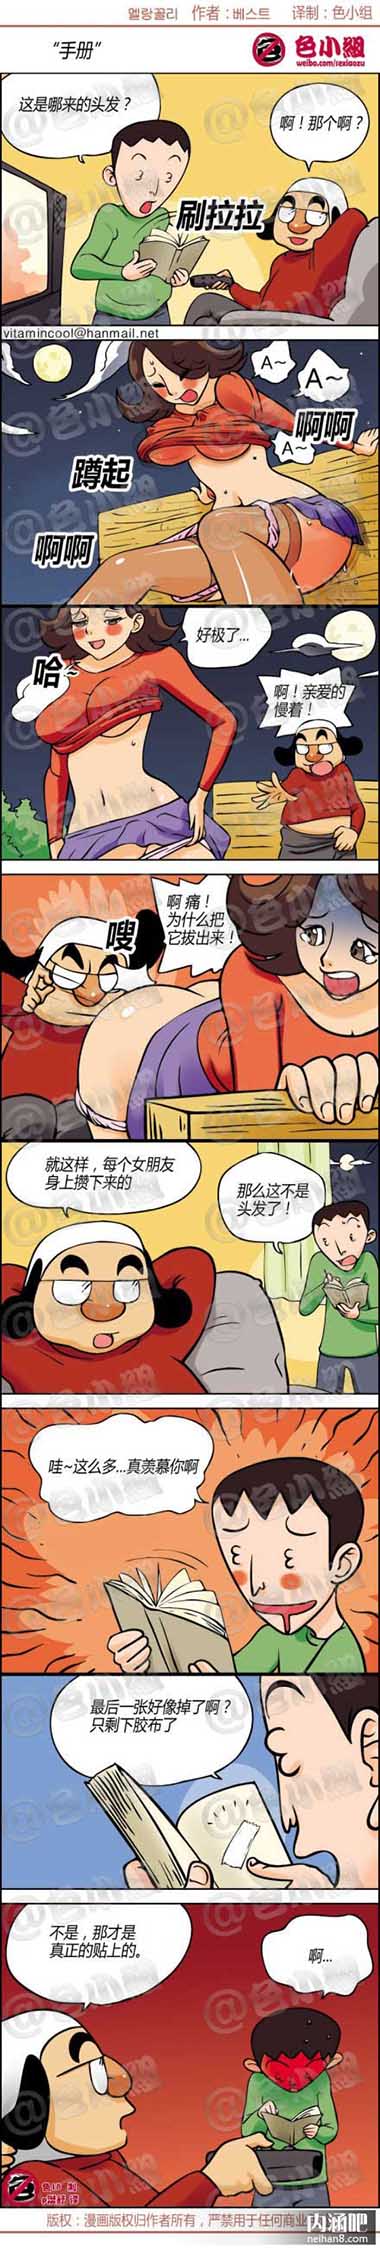 엘랑꼴리 作者：베스트 译制：色小组
“手册”
色小組
weibo.com/sexiaozu
这是哪来的头发？
啊！那个啊？
刷拉拉
vitamincool@hanmail.net
A~
A~
A~
啊啊
蹲起
啊啊
哈~
好极了...
啊！亲爱的
慢着！
嗖
啊 痛！
为什么把
它拔出来！
就这样，每个女朋友
身上攒下来的
那么这不是
头发了！
哇~这么多...真羡慕你啊
最后一张好像掉了啊？
只剩下胶布了
不是，那才是
真正的贴上的。
啊...
@色小組
版权：漫画版权归作者所有，严禁用于任何商业
内涵吧
neihan8.com